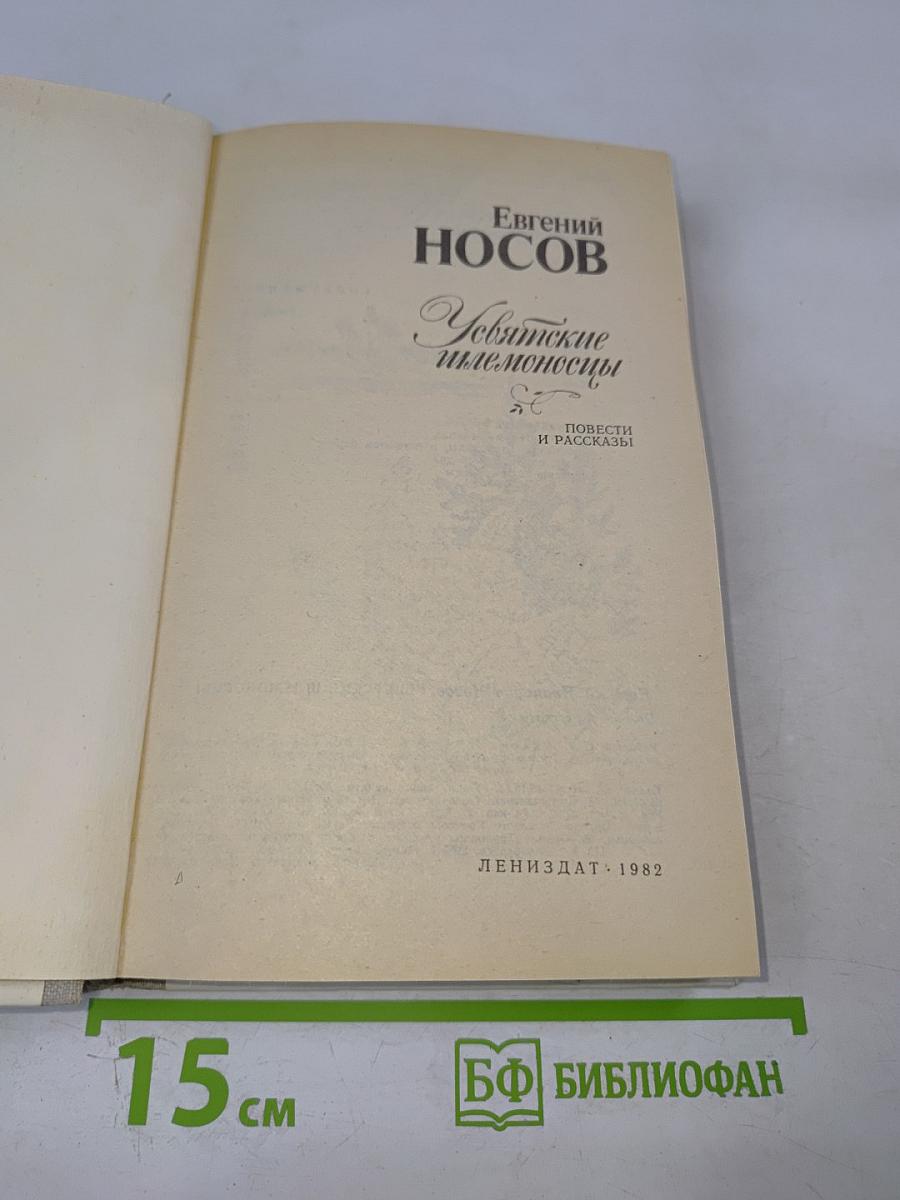 Евгений
НОСОВ
Усвятские
шлемоносцы
ПОВЕСТИ
И РАССКАЗЫ
ЛЕНИЗДАТ · 1982
15 см
БФ БИБЛИОФАН